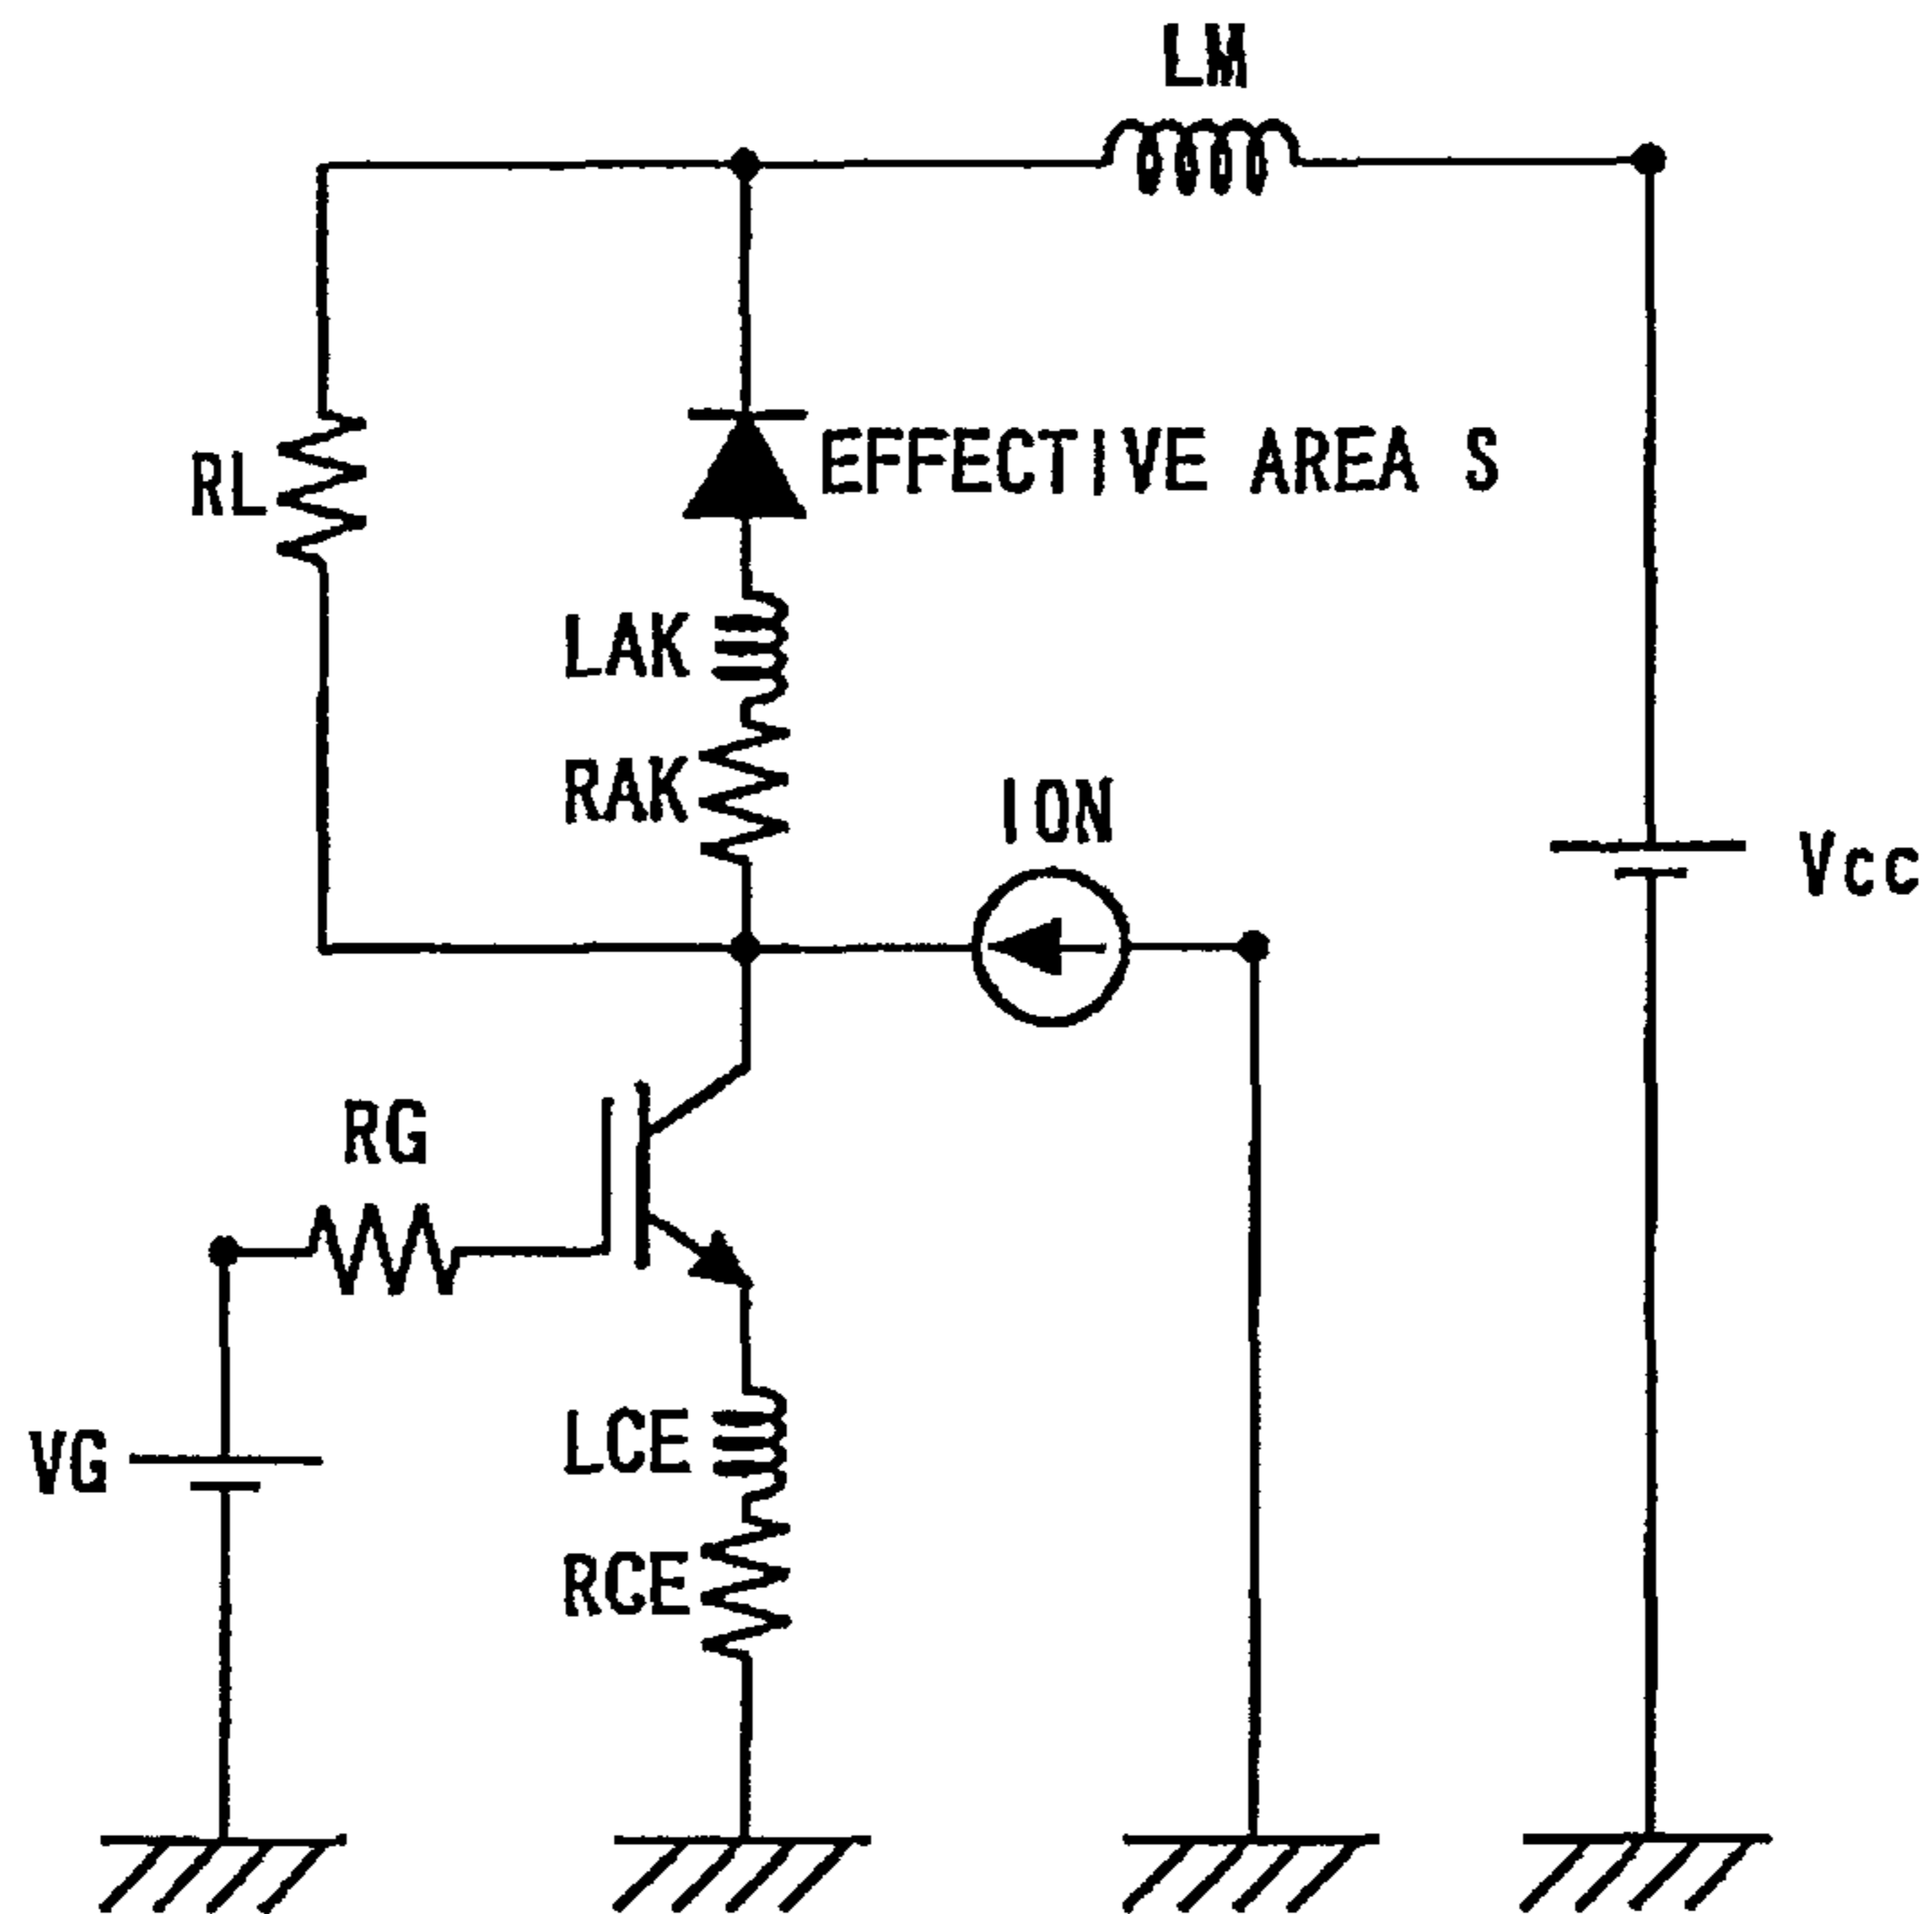 LM
EFFECTIVE AREA S
RL
LAK
RAK
ION
Vcc
RG
VG
LCE
RCE